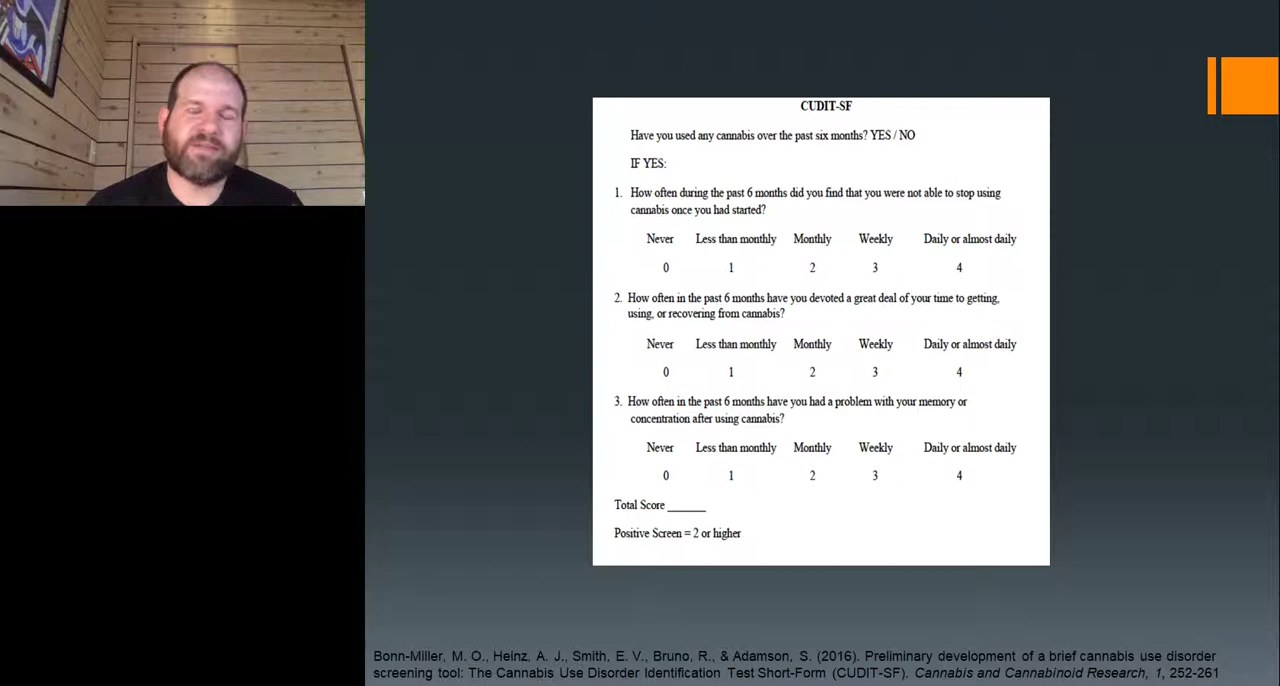 CUDIT-SF
Have you used any cannabis over the past six months? YES / NO
IF YES:
1. How often during the past 6 months did you find that you were not able to stop using
cannabis once you had started?
Never Less than monthly Monthly Weekly Daily or almost daily
0 1 2 3 4
2. How often in the past 6 months have you devoted a great deal of your time to getting,
using, or recovering from cannabis?
Never Less than monthly Monthly Weekly Daily or almost daily
0 1 2 3 4
3. How often in the past 6 months have you had a problem with your memory or
concentration after using cannabis?
Never Less than monthly Monthly Weekly Daily or almost daily
0 1 2 3 4
Total Score ______
Positive Screen = 2 or higher
Bonn-Miller, M. O., Heinz, A. J., Smith, E. V., Bruno, R., & Adamson, S. (2016). Preliminary development of a brief cannabis use disorder
screening tool: The Cannabis Use Disorder Identification Test Short-Form (CUDIT-SF). Cannabis and Cannabinoid Research, 1, 252-261